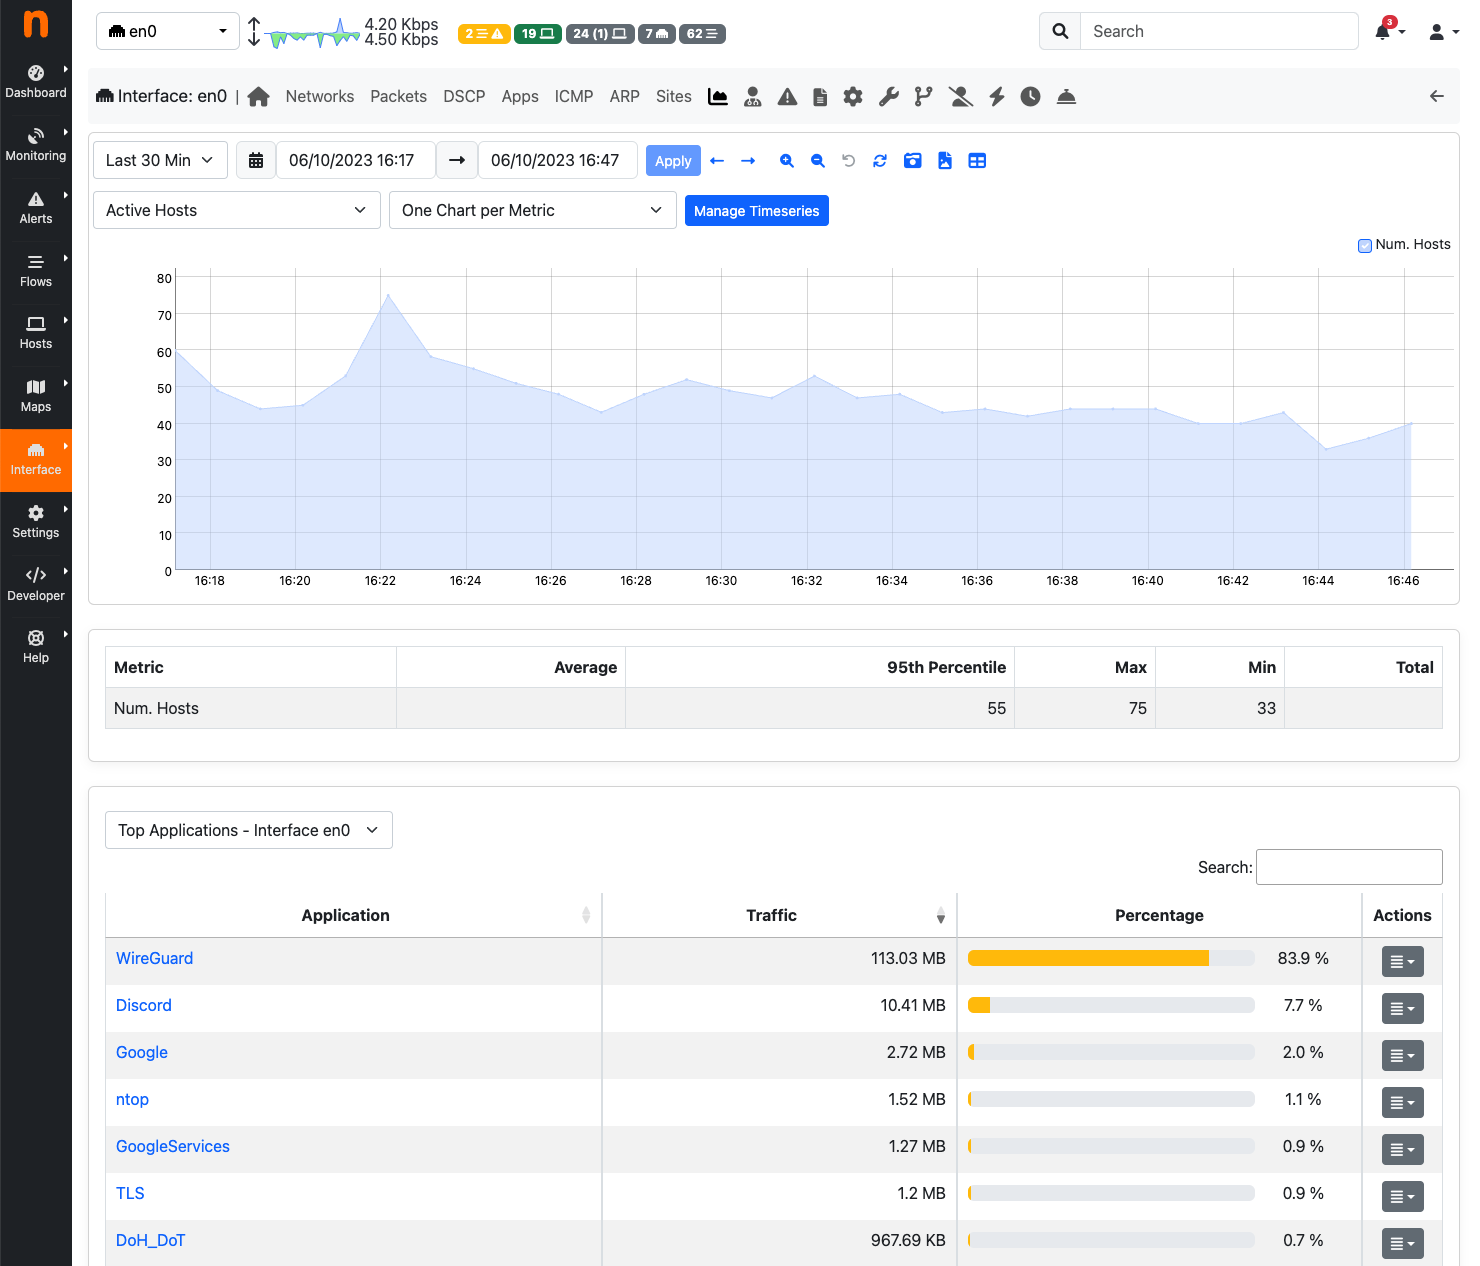 n
en0
4.20 Kbps
4.50 Kbps
2
19
24 (1)
7
62
Search
3
Dashboard
Monitoring
Alerts
Flows
Hosts
Maps
Interface
Settings
Developer
Help
Interface: en0 | Networks Packets DSCP Apps ICMP ARP Sites
Last 30 Min 06/10/2023 16:17 06/10/2023 16:47 Apply
Active Hosts One Chart per Metric Manage Timeseries
Num. Hosts
80
70
60
50
40
30
20
10
0
16:18 16:20 16:22 16:24 16:26 16:28 16:30 16:32 16:34 16:36 16:38 16:40 16:42 16:44 16:46
Metric Average 95th Percentile Max Min Total
Num. Hosts 55 75 33
Top Applications - Interface en0
Search:
Application Traffic Percentage Actions
WireGuard 113.03 MB 83.9 %
Discord 10.41 MB 7.7 %
Google 2.72 MB 2.0 %
ntop 1.52 MB 1.1 %
GoogleServices 1.27 MB 0.9 %
TLS 1.2 MB 0.9 %
DoH_DoT 967.69 KB 0.7 %